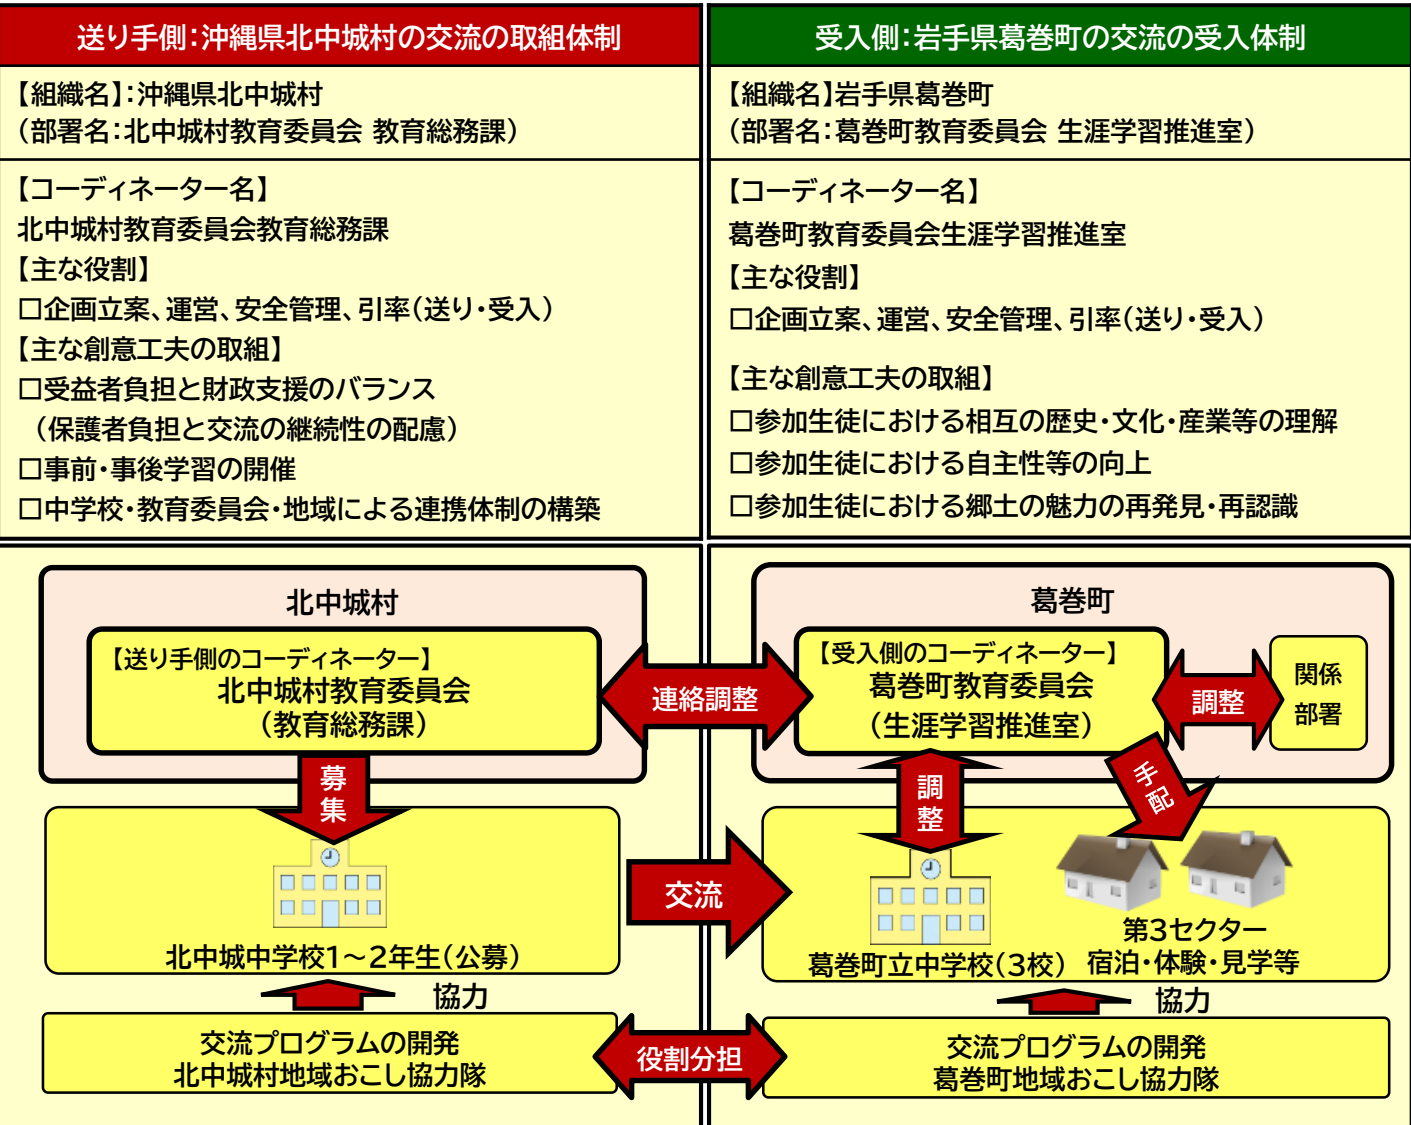 送り手側：沖縄県北中城村の交流の取組体制
【組織名】：沖縄県北中城村
（部署名：北中城村教育委員会 教育総務課）
【コーディネーター名】
北中城村教育委員会教育総務課
【主な役割】
□企画立案、運営、安全管理、引率（送り・受入）
【主な創意工夫の取組】
□受益者負担と財政支援のバランス
（保護者負担と交流の継続性の配慮）
□事前・事後学習の開催
□中学校・教育委員会・地域による連携体制の構築
受入側：岩手県葛巻町の交流の受入体制
【組織名】岩手県葛巻町
（部署名：葛巻町教育委員会 生涯学習推進室）
【コーディネーター名】
葛巻町教育委員会生涯学習推進室
【主な役割】
□企画立案、運営、安全管理、引率（送り・受入）
【主な創意工夫の取組】
□参加生徒における相互の歴史・文化・産業等の理解
□参加生徒における自主性等の向上
□参加生徒における郷土の魅力の再発見・再認識
北中城村
【送り手側のコーディネーター】
北中城村教育委員会
（教育総務課）
連絡調整
葛巻町
【受入側のコーディネーター】
葛巻町教育委員会
（生涯学習推進室）
調整
関係
部署
募集
調整
手配
北中城中学校1～2年生（公募）
交流
葛巻町立中学校（3校）
第3セクター
宿泊・体験・見学等
協力
協力
交流プログラムの開発
北中城村地域おこし協力隊
役割分担
交流プログラムの開発
葛巻町地域おこし協力隊